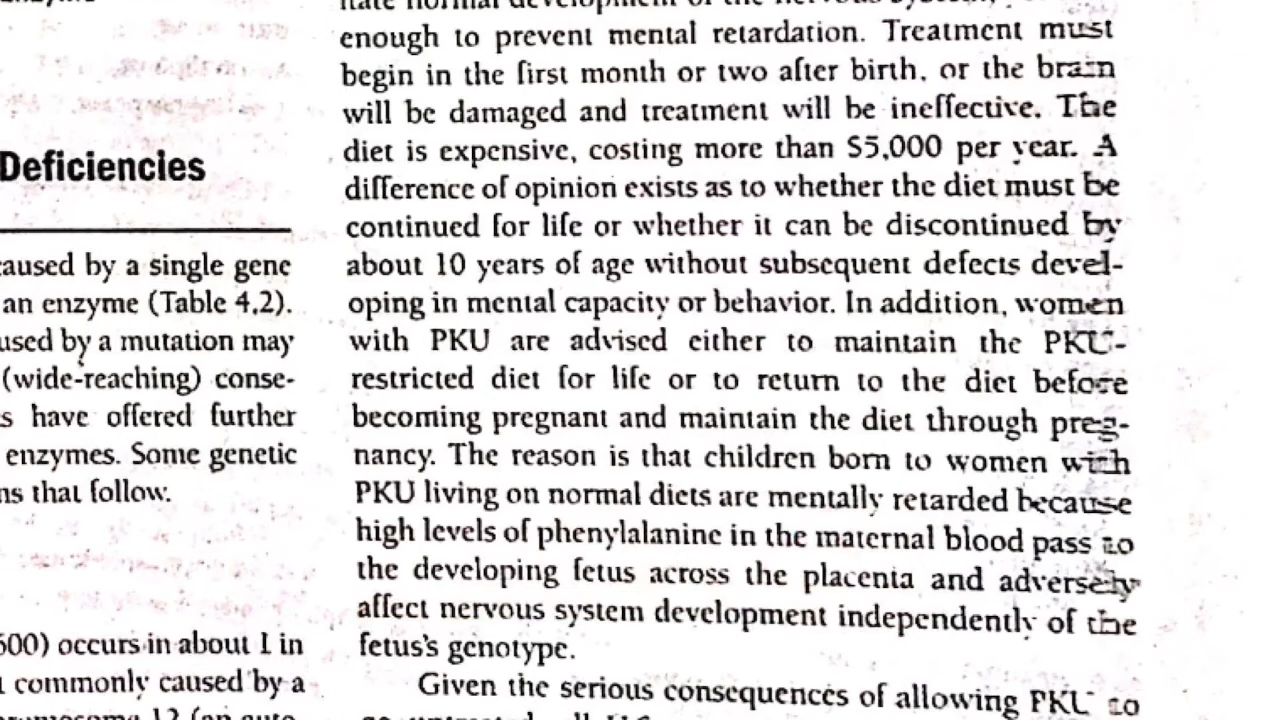 Deficiencies
caused by a single gene
an enzyme (Table 4.2).
used by a mutation may
(wide-reaching) conse-
s have offered further
enzymes. Some genetic
ns that follow.
600) occurs in about 1 in
commonly caused by a
enough to prevent mental retardation. Treatment must
begin in the first month or two after birth, or the brain
will be damaged and treatment will be ineffective. The
diet is expensive, costing more than $5,000 per year. A
difference of opinion exists as to whether the diet must be
continued for life or whether it can be discontinued by
about 10 years of age without subsequent defects devel-
oping in mental capacity or behavior. In addition, women
with PKU are advised either to maintain the PKU-
restricted diet for life or to return to the diet before
becoming pregnant and maintain the diet through preg-
nancy. The reason is that children born to women with
PKU living on normal diets are mentally retarded because
high levels of phenylalanine in the maternal blood pass to
the developing fetus across the placenta and adversely
affect nervous system development independently of the
fetus's genotype.
Given the serious consequences of allowing PKU to